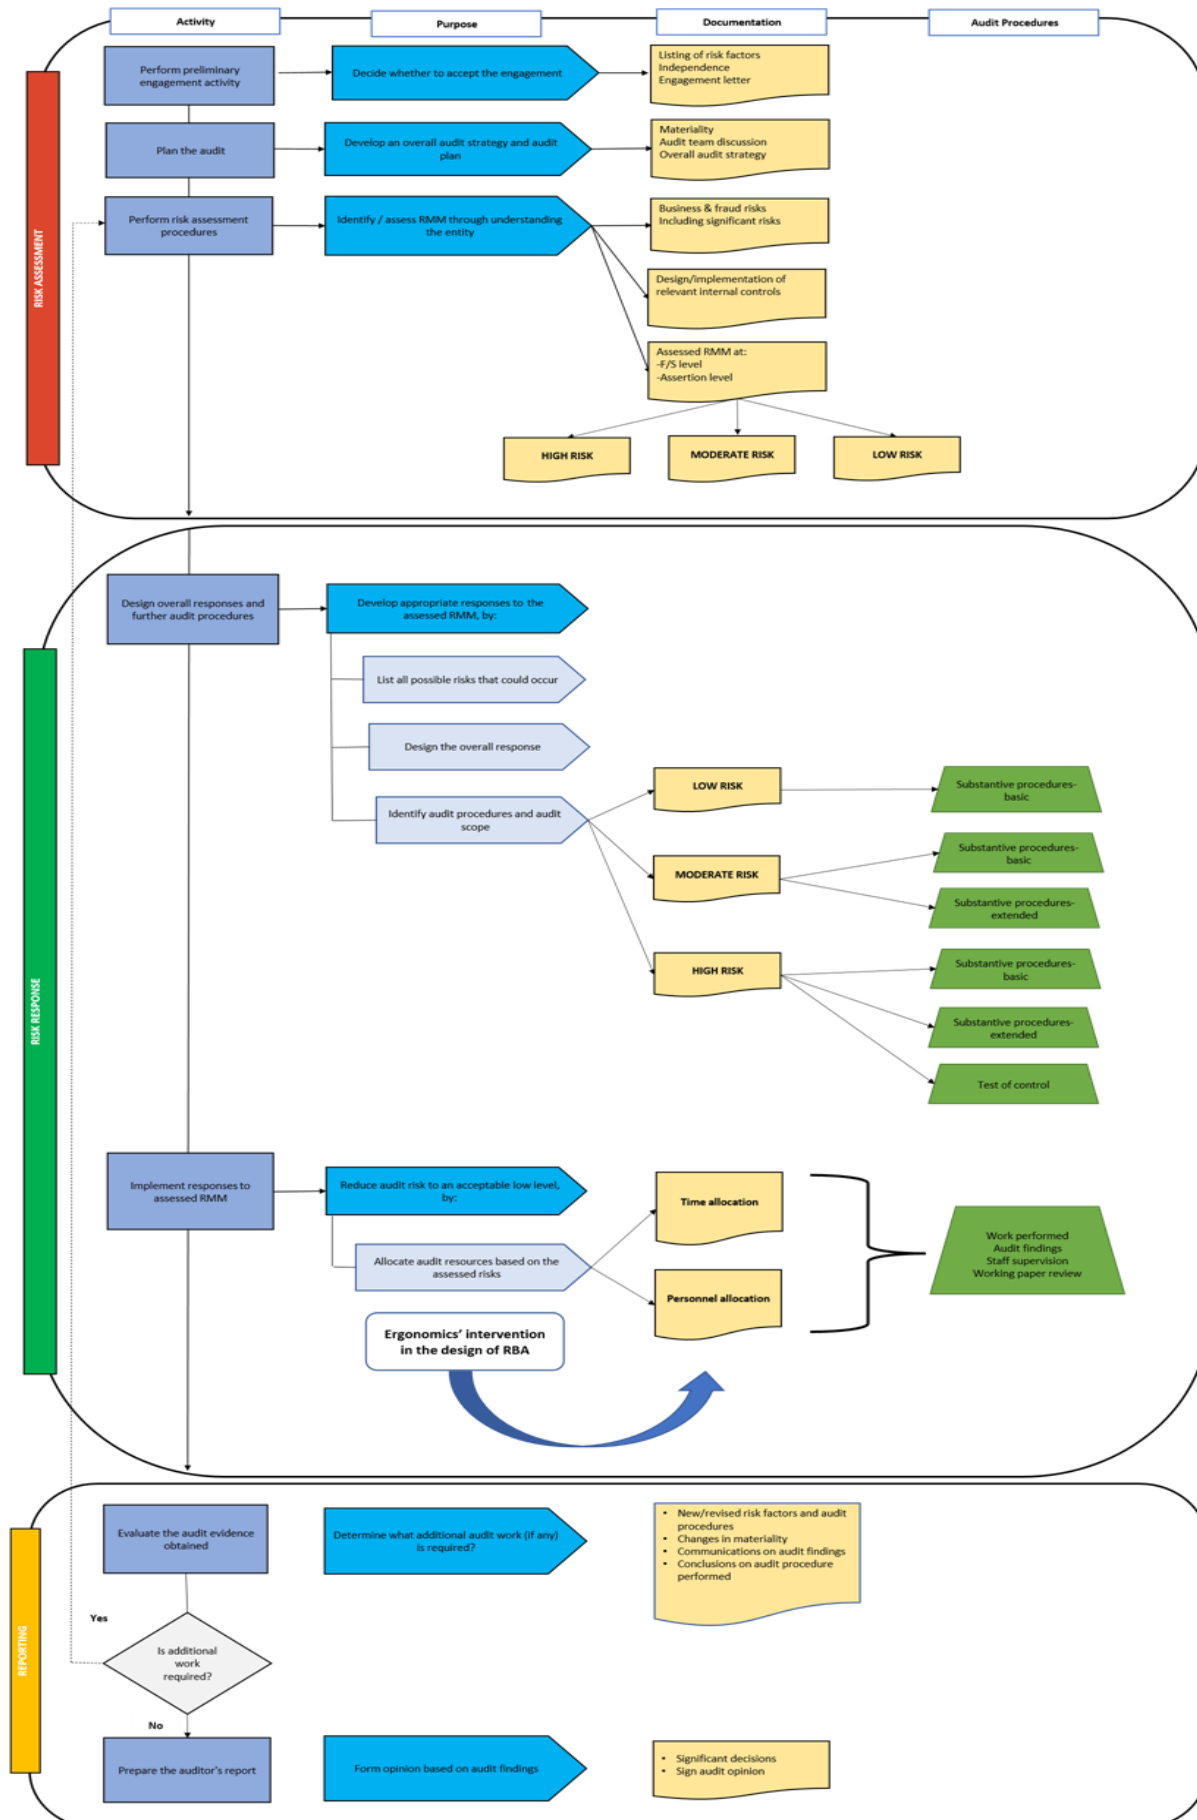 Activity
Purpose
Documentation
Audit Procedures
RISK ASSESSMENT
Perform preliminary
engagement activity
Decide whether to accept the engagement
Listing of risk factors
Independence
Engagement letter
Plan the audit
Develop an overall audit strategy and audit
plan
Materiality
Audit team discussion
Overall audit strategy
Perform risk assessment
procedures
Identify / assess RMM through understanding
the entity
Business & fraud risks
Including significant risks
Design/implementation of
relevant internal controls
Assessed RMM at:
-F/S level
-Assertion level
HIGH RISK
MODERATE RISK
LOW RISK
RISK RESPONSE
Design overall responses and
further audit procedures
Develop appropriate responses to the
assessed RMM, by:
List all possible risks that could occur
Design the overall response
Identify audit procedures and audit
scope
LOW RISK
Substantive procedures-
basic
MODERATE RISK
Substantive procedures-
basic
Substantive procedures-
extended
HIGH RISK
Substantive procedures-
basic
Substantive procedures-
extended
Test of control
Implement responses to
assessed RMM
Reduce audit risk to an acceptable low level,
by:
Allocate audit resources based on the
assessed risks
Time allocation
Personnel allocation
Work performed
Audit findings
Staff supervision
Working paper review
Ergonomics' intervention
in the design of RBA
REPORTING
Evaluate the audit evidence
obtained
Determine what additional audit work (if any)
is required?
• New/revised risk factors and audit
procedures
• Changes in materiality
• Communications on audit findings
• Conclusions on audit procedure
performed
Yes
Is additional
work
required?
No
Prepare the auditor's report
Form opinion based on audit findings
• Significant decisions
• Sign audit opinion